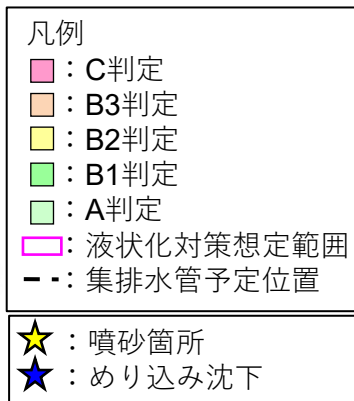 凡例
：C判定
：B3判定
：B2判定
：B1判定
：A判定
：液状化対策想定範囲
：集排水管予定位置
：噴砂箇所
：めり込み沈下